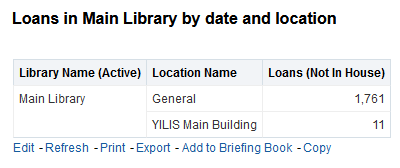 Loans in Main Library by date and location
Library Name (Active) Location Name Loans (Not In House)
Main Library General 1,761
YILIS Main Building 11
Edit - Refresh - Print - Export - Add to Briefing Book - Copy